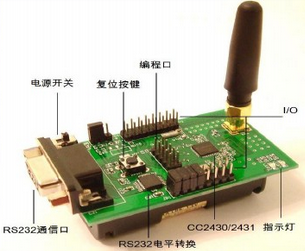 编程口
电源开关
复位按键
I/O
RS232通信口
CC2430/2431
指示灯
RS232电平转换